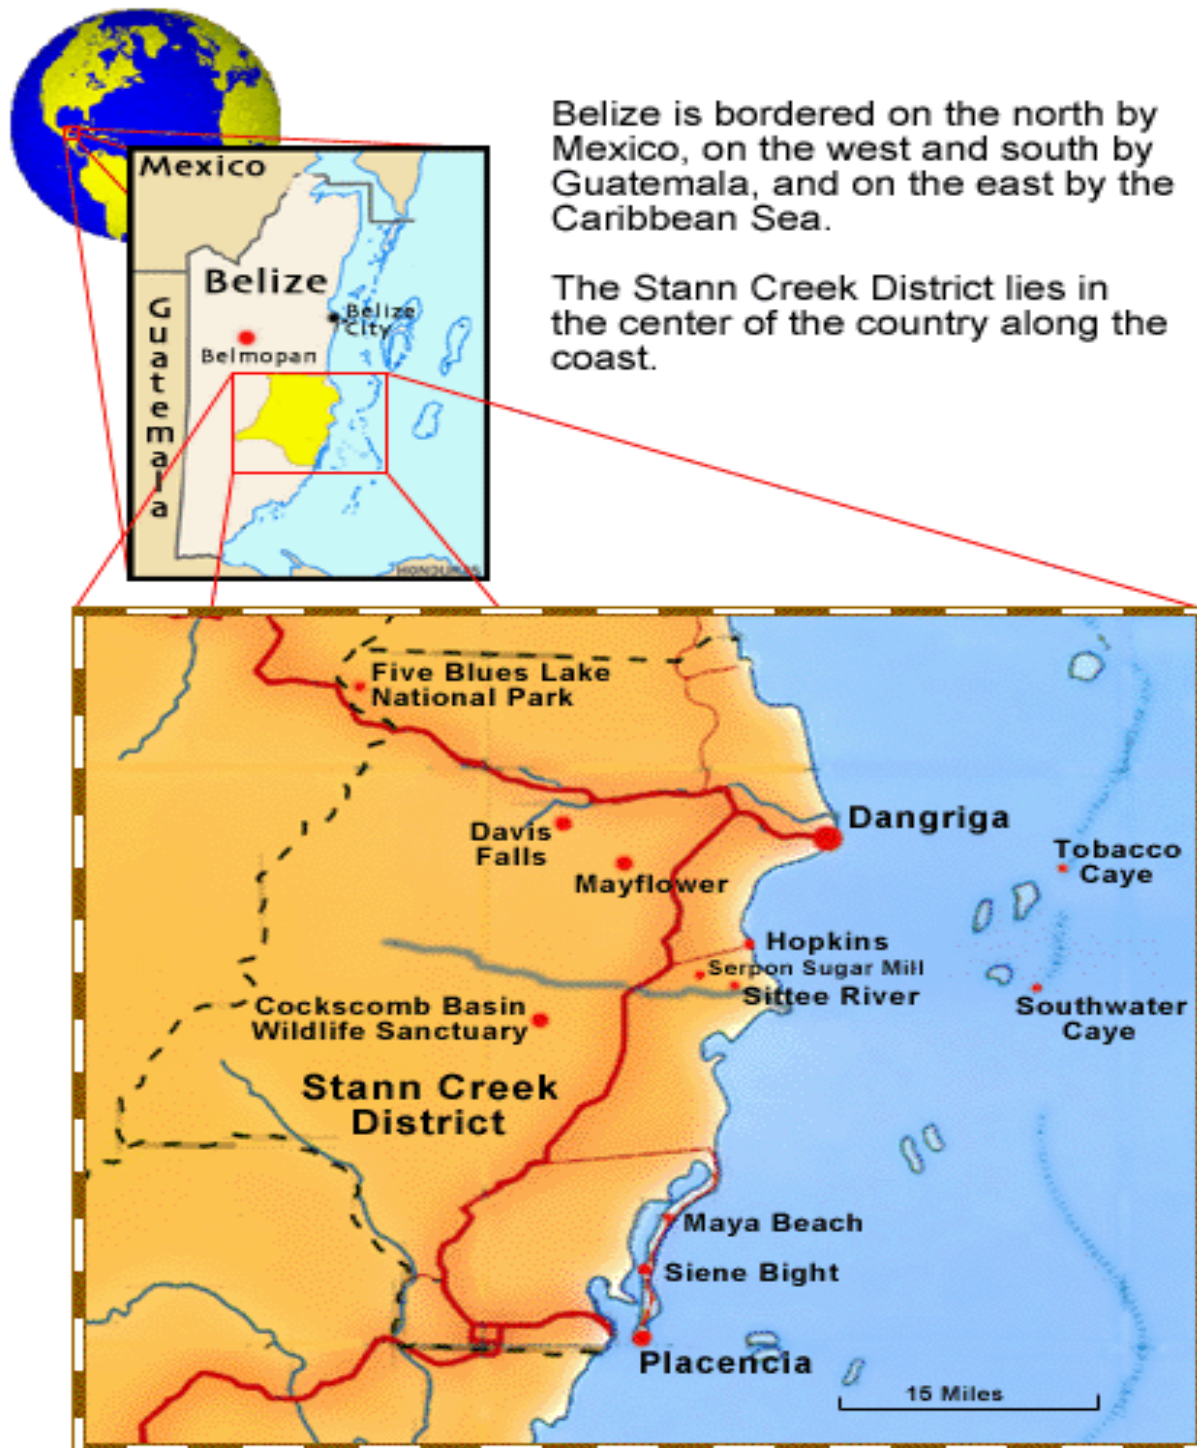 Belize is bordered on the north by
Mexico, on the west and south by
Guatemala, and on the east by the
Caribbean Sea.
The Stann Creek District lies in
the center of the country along the
coast.
Mexico
Belize
Guatemala
Belize
City
Belmopan
HONDURAS
Five Blues Lake
National Park
Dangriga
Davis
Falls
Tobacco
Caye
Mayflower
Hopkins
Serpon Sugar Mill
Sittee River
Cockscomb Basin
Wildlife Sanctuary
Southwater
Caye
Stann Creek
District
Maya Beach
Siene Bight
Placencia
15 Miles